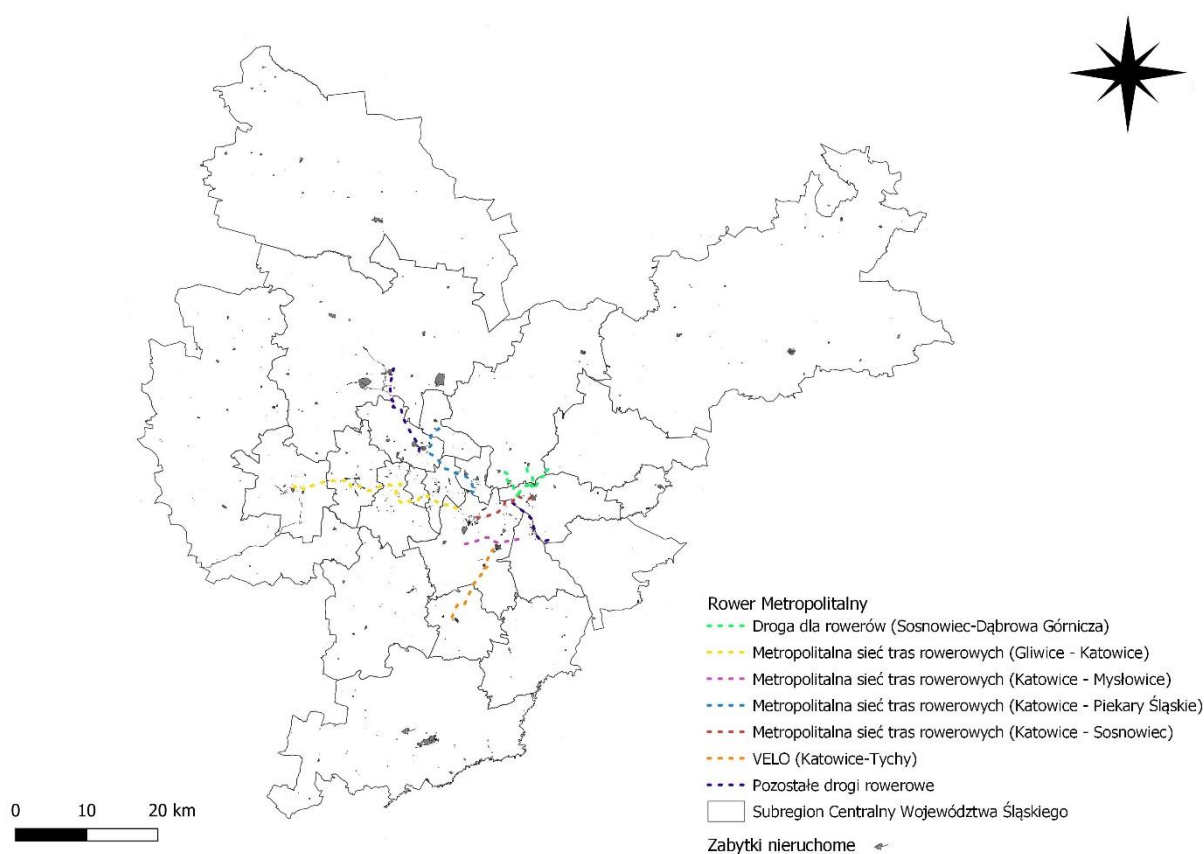 Rower Metropolitalny
Droga dla rowerów (Sosnowiec-Dąbrowa Górnicza)
Metropolitalna sieć tras rowerowych (Gliwice - Katowice)
Metropolitalna sieć tras rowerowych (Katowice - Mysłowice)
Metropolitalna sieć tras rowerowych (Katowice - Piekary Śląskie)
Metropolitalna sieć tras rowerowych (Katowice - Sosnowiec)
VELO (Katowice-Tychy)
Pozostałe drogi rowerowe
Subregion Centralny Województwa Śląskiego
Zabytki nieruchome
0 10 20 km